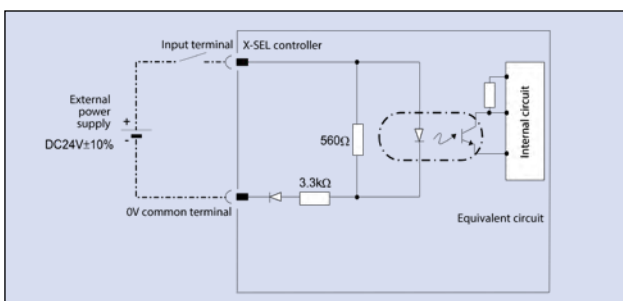 Input terminal
X-SEL controller
External
power
supply
+
-
DC24V±10%
560Ω
3.3kΩ
Internal circuit
0V common terminal
Equivalent circuit